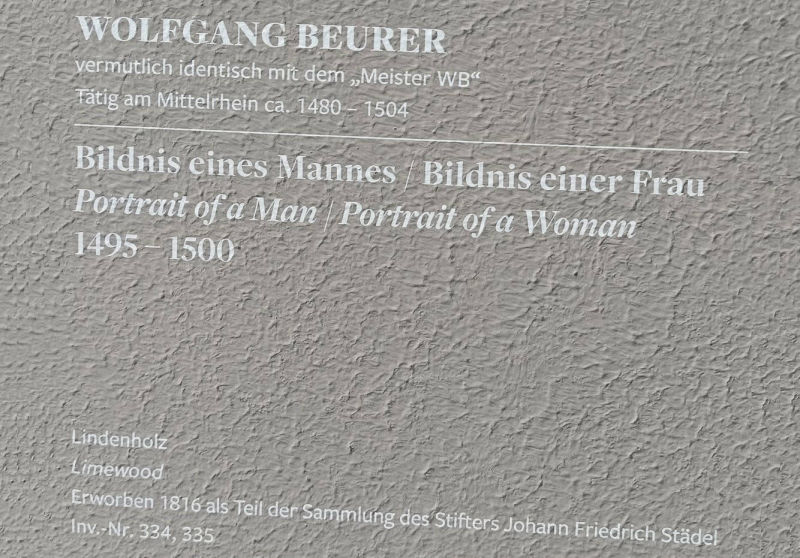 WOLFGANG BEURER
vermutlich identisch mit dem „Meister WB“
Tätig am Mittelrhein ca. 1480 – 1504
Bildnis eines Mannes / Bildnis einer Frau
Portrait of a Man / Portrait of a Woman
1495 – 1500
Lindenholz
Limewood
Erworben 1816 als Teil der Sammlung des Stifters Johann Friedrich Städel
Inv.-Nr. 334, 335